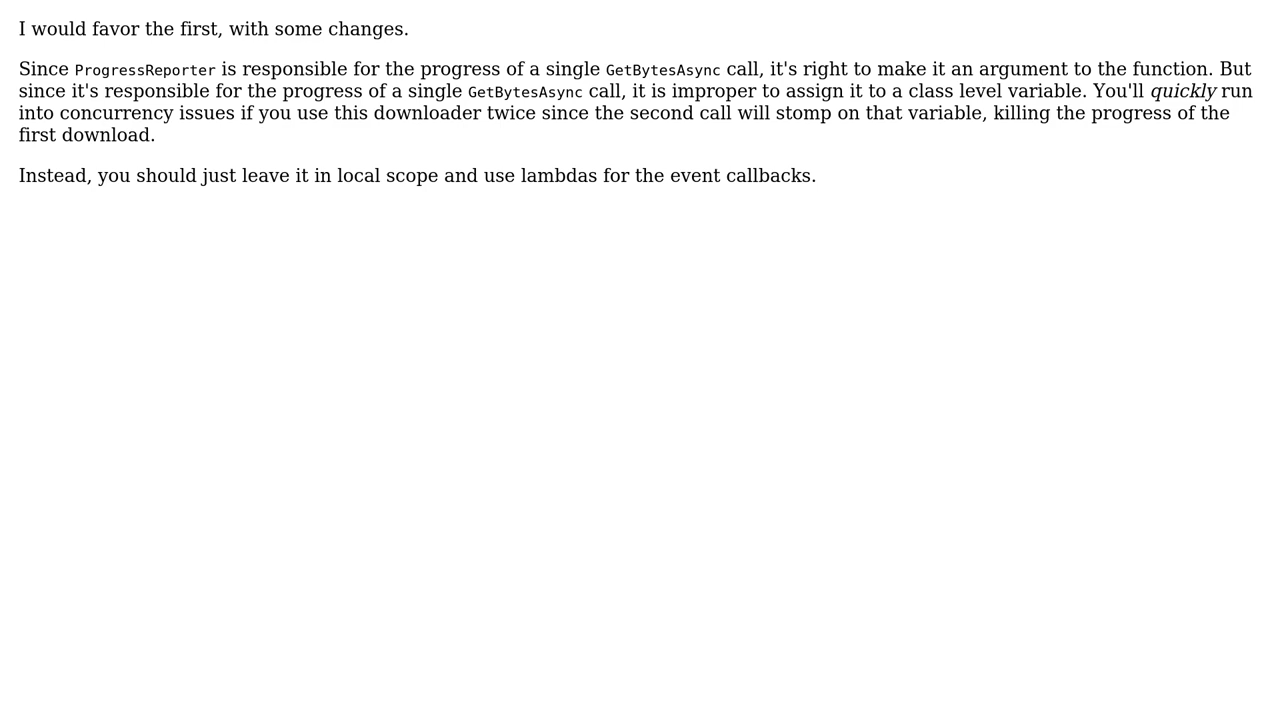 I would favor the first, with some changes.
Since ProgressReporter is responsible for the progress of a single GetBytesAsync call, it's right to make it an argument to the function. But
since it's responsible for the progress of a single GetBytesAsync call, it is improper to assign it to a class level variable. You'll quickly run
into concurrency issues if you use this downloader twice since the second call will stomp on that variable, killing the progress of the
first download.
Instead, you should just leave it in local scope and use lambdas for the event callbacks.